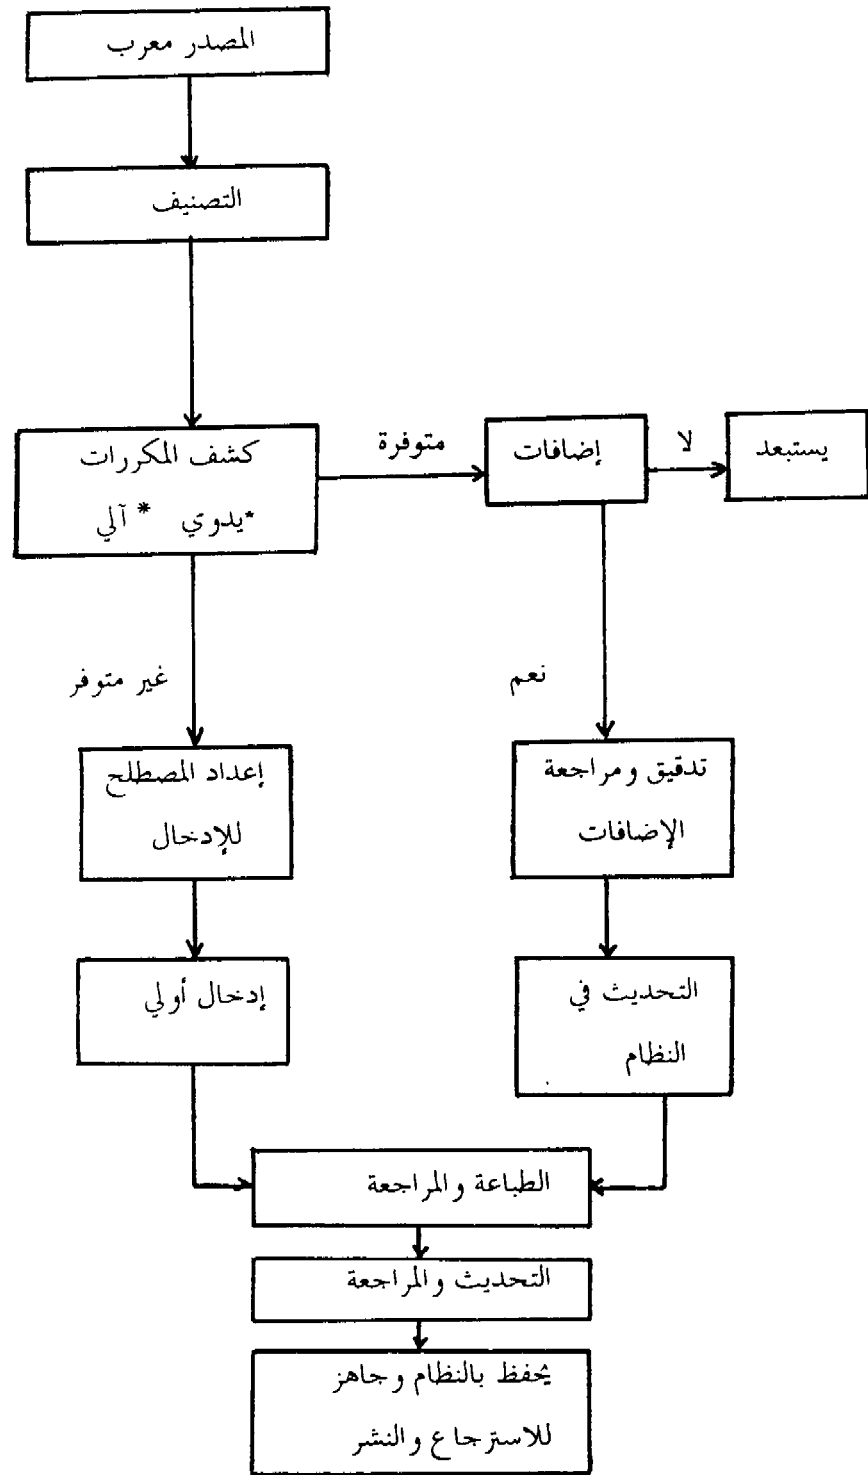 المصدر معرب
التصنيف
كشف المكررات
*يدوي * آلي
متوفرة
إضافات
لا
يستبعد
غير متوفر
نعم
إعداد المصطلح
للإدخال
تدقيق ومراجعة
الإضافات
إدخال أولي
التحديث في
النظام
الطباعة والمراجعة
التحديث والمراجعة
يحفظ بالنظام وجاهز
للاسترجاع والنشر